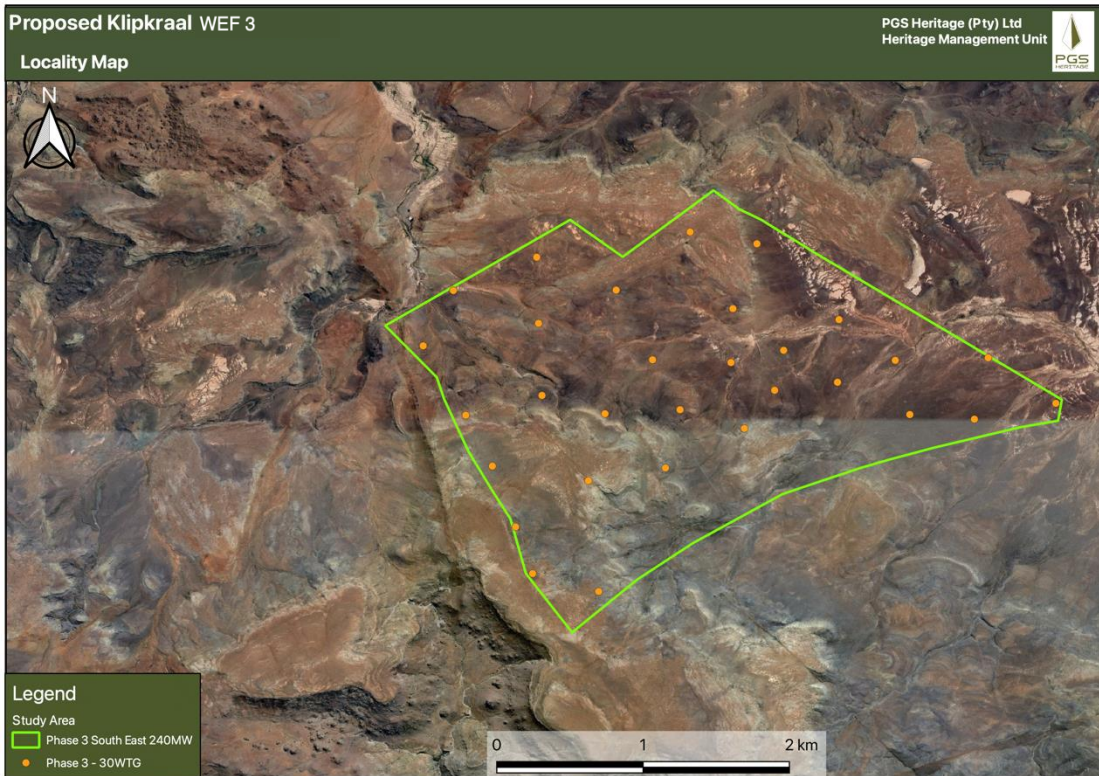 Proposed Klipkraal WEF 3
Locality Map
PGS Heritage (Pty) Ltd
Heritage Management Unit
PGS
HERITAGE
N
Legend
Study Area
Phase 3 South East 240MW
Phase 3 - 30WTG
0 1 2 km